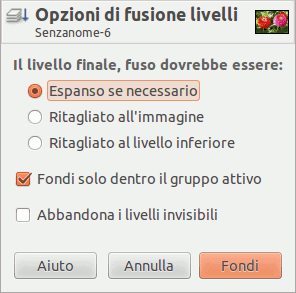 Opzioni di fusione livelli
Senzanome-6
Il livello finale, fuso dovrebbe essere:
Espanso se necessario
Ritagliato all'immagine
Ritagliato al livello inferiore
Fondi solo dentro il gruppo attivo
Abbandona i livelli invisibili
Aiuto Annulla Fondi